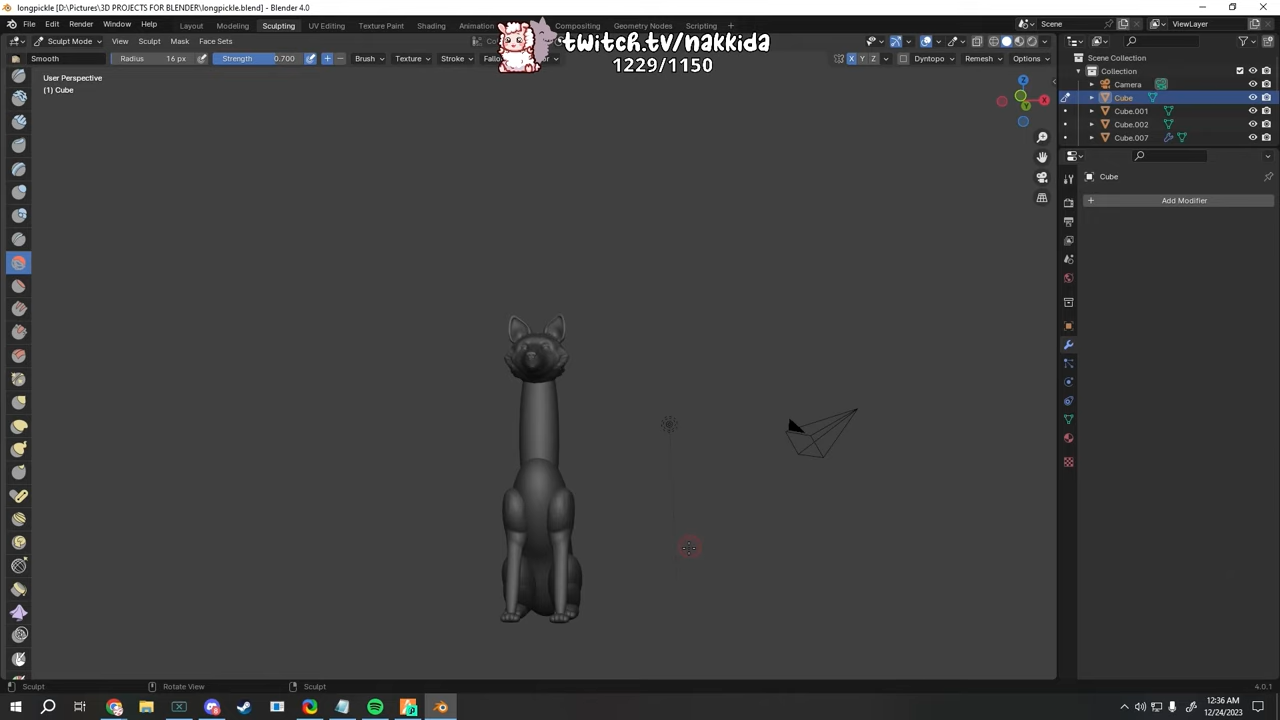 longpickle [D:\Pictures\3D PROJECTS FOR BLENDER\longpickle.blend] - Blender 4.0
File Edit Render Window Help Layout Modeling Sculpting UV Editing Texture Paint Shading Animation Compositing Geometry Nodes Scripting Scene ViewLayer
Sculpt Mode View Sculpt Mask Face Sets
twitch.tv/nakkida
1229/1150
Smooth Radius 16 px Strength 0.700 Brush Texture Stroke X Y Z Dyntopo Remesh Options
User Perspective
(1) Cube
Z
X
Y
Scene Collection
Collection
Camera
Cube
Cube.001
Cube.002
Cube.007
Cube
+ Add Modifier
Sculpt Rotate View Sculpt 4.0.1
12:36 AM
12/24/2023